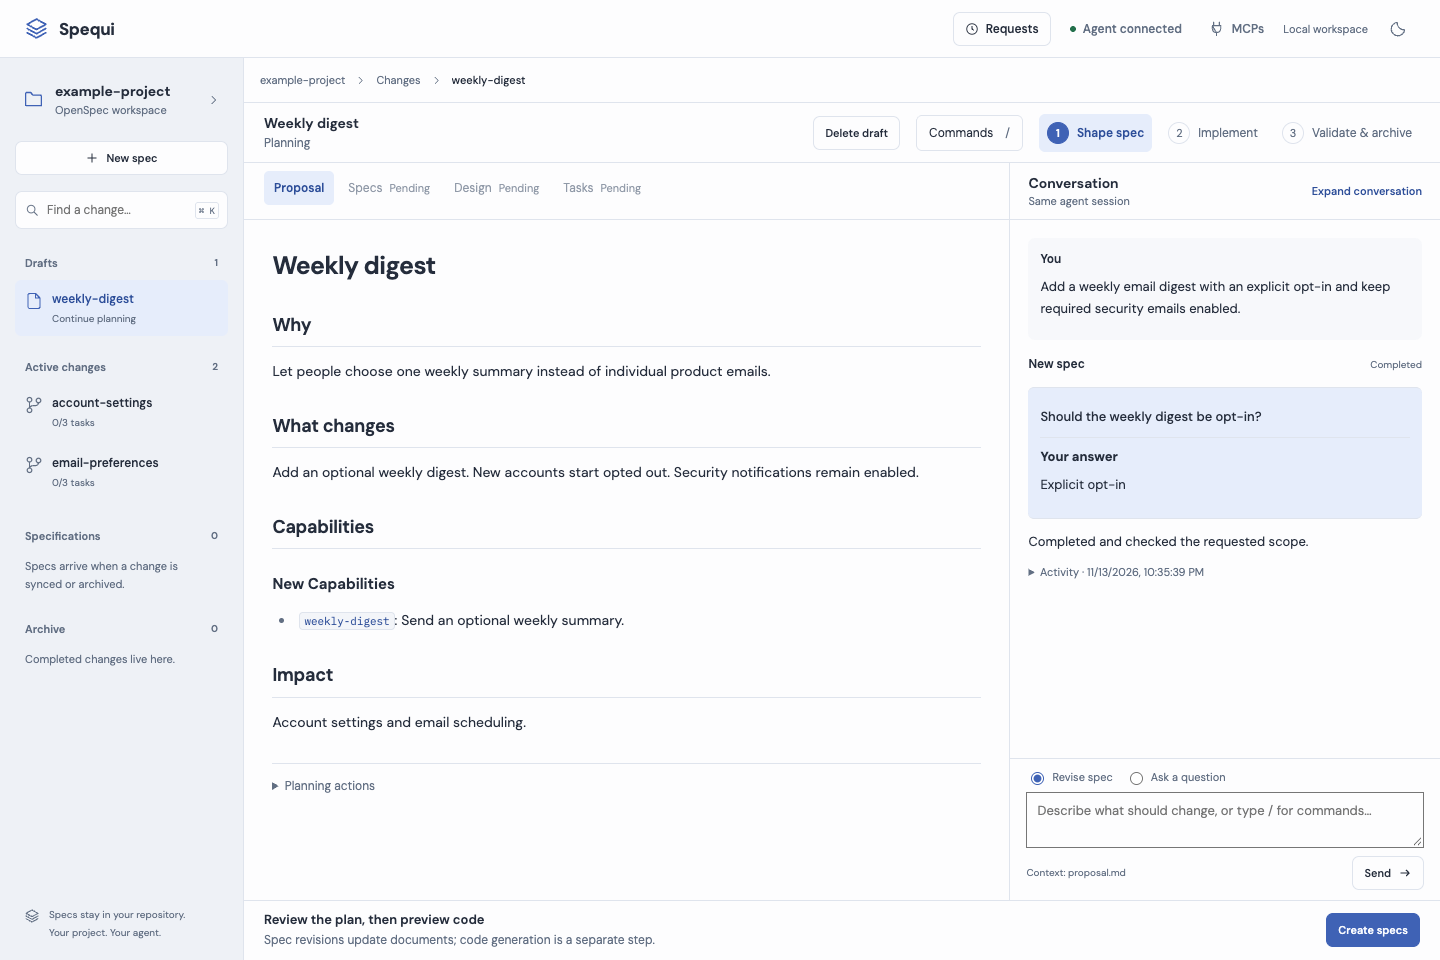 Spequi
Requests
Agent connected
MCPs
Local workspace
example-project
OpenSpec workspace
New spec
Find a change...
⌘ K
Drafts 1
weekly-digest
Continue planning
Active changes 2
account-settings
0/3 tasks
email-preferences
0/3 tasks
Specifications 0
Specs arrive when a change is
synced or archived.
Archive 0
Completed changes live here.
Specs stay in your repository.
Your project. Your agent.
example-project > Changes > weekly-digest
Weekly digest
Planning
Delete draft
Commands /
1 Shape spec
2 Implement
3 Validate & archive
Proposal
Specs Pending
Design Pending
Tasks Pending
Weekly digest
Why
Let people choose one weekly summary instead of individual product emails.
What changes
Add an optional weekly digest. New accounts start opted out. Security notifications remain enabled.
Capabilities
New Capabilities
• weekly-digest: Send an optional weekly summary.
Impact
Account settings and email scheduling.
Planning actions
Conversation
Same agent session
Expand conversation
You
Add a weekly email digest with an explicit opt-in and keep
required security emails enabled.
New spec
Completed
Should the weekly digest be opt-in?
Your answer
Explicit opt-in
Completed and checked the requested scope.
Activity · 11/13/2026, 10:35:39 PM
Revise spec
Ask a question
Describe what should change, or type / for commands...
Context: proposal.md
Send
Review the plan, then preview code
Spec revisions update documents; code generation is a separate step.
Create specs